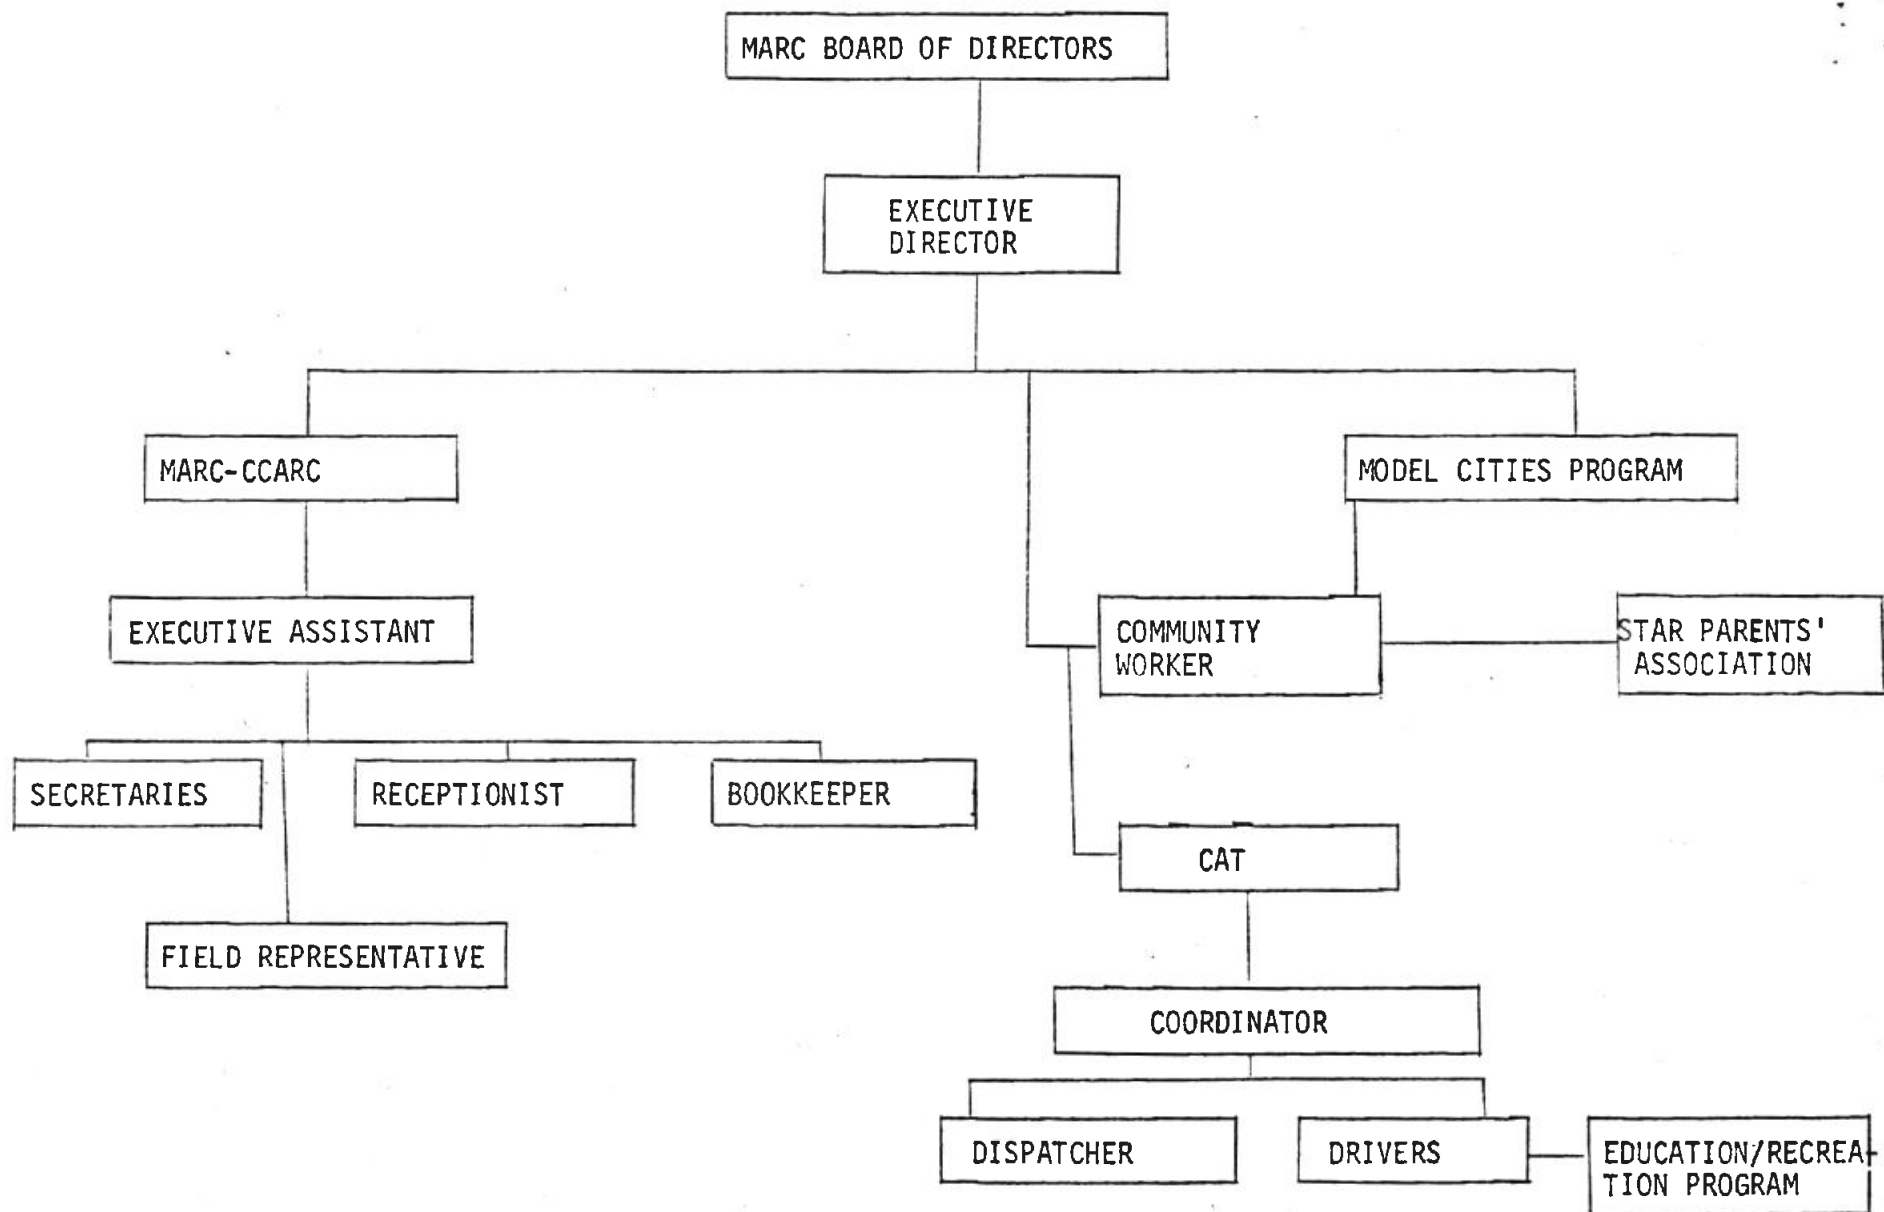 MARC BOARD OF DIRECTORS
EXECUTIVE
DIRECTOR
MARC-CCARC
MODEL CITIES PROGRAM
EXECUTIVE ASSISTANT
COMMUNITY
WORKER
STAR PARENTS'
ASSOCIATION
SECRETARIES
RECEPTIONIST
BOOKKEEPER
CAT
FIELD REPRESENTATIVE
COORDINATOR
DISPATCHER
DRIVERS
EDUCATION/RECREA-
TION PROGRAM